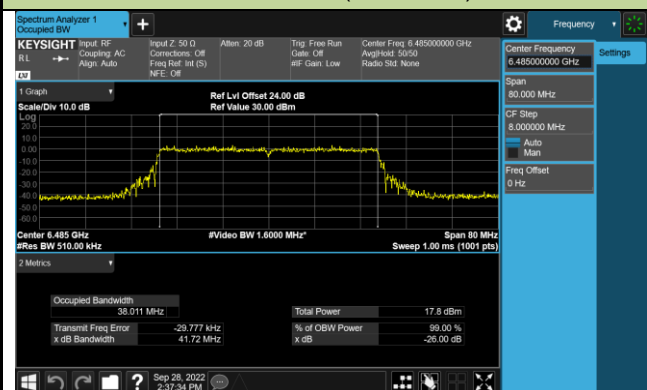 Spectrum Analyzer 1
Occupied BW
Frequency
KEYSIGHT Input: RF Input Z: 50 Ω Atten: 20 dB Trig: Free Run Center Freq: 6.485000000 GHz
RL Coupling: AC Corrections: Off Gate: Off Avg|Hold: 50/50
Align: Auto Freq Ref: Int (S) #IF Gain: Low Radio Std: None
LXI NFE: Off
Center Frequency
6.485000000 GHz
Settings
Span
80.000 MHz
CF Step
8.000000 MHz
Auto
Man
Freq Offset
0 Hz
1 Graph
Ref Lvl Offset 24.00 dB
Scale/Div 10.0 dB Ref Value 30.00 dBm
Log
20.0
10.0
0.00
-10.0
-20.0
-30.0
-40.0
-50.0
-60.0
Center 6.485 GHz #Video BW 1.6000 MHz* Span 80 MHz
#Res BW 510.00 kHz Sweep 1.00 ms (1001 pts)
2 Metrics
Occupied Bandwidth
38.011 MHz Total Power 17.8 dBm
Transmit Freq Error -29.777 kHz % of OBW Power 99.00 %
x dB Bandwidth 41.72 MHz x dB -26.00 dB
Sep 28, 2022
2:37:34 PM